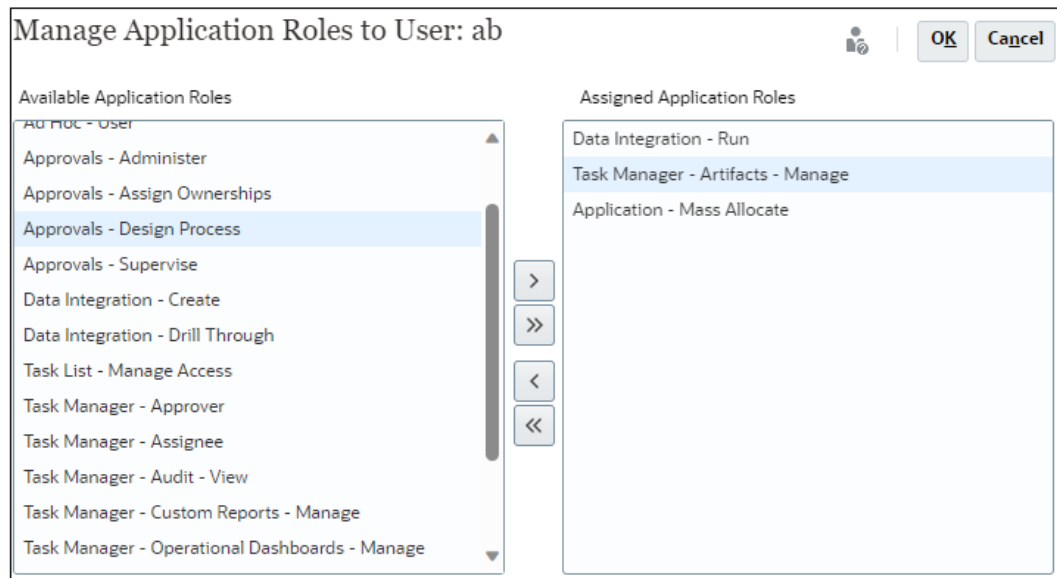 Manage Application Roles to User: ab
OK
Cancel
Available Application Roles
Ad Hoc - User
Approvals - Administer
Approvals - Assign Ownerships
Approvals - Design Process
Approvals - Supervise
Data Integration - Create
Data Integration - Drill Through
Task List - Manage Access
Task Manager - Approver
Task Manager - Assignee
Task Manager - Audit - View
Task Manager - Custom Reports - Manage
Task Manager - Operational Dashboards - Manage
Assigned Application Roles
Data Integration - Run
Task Manager - Artifacts - Manage
Application - Mass Allocate